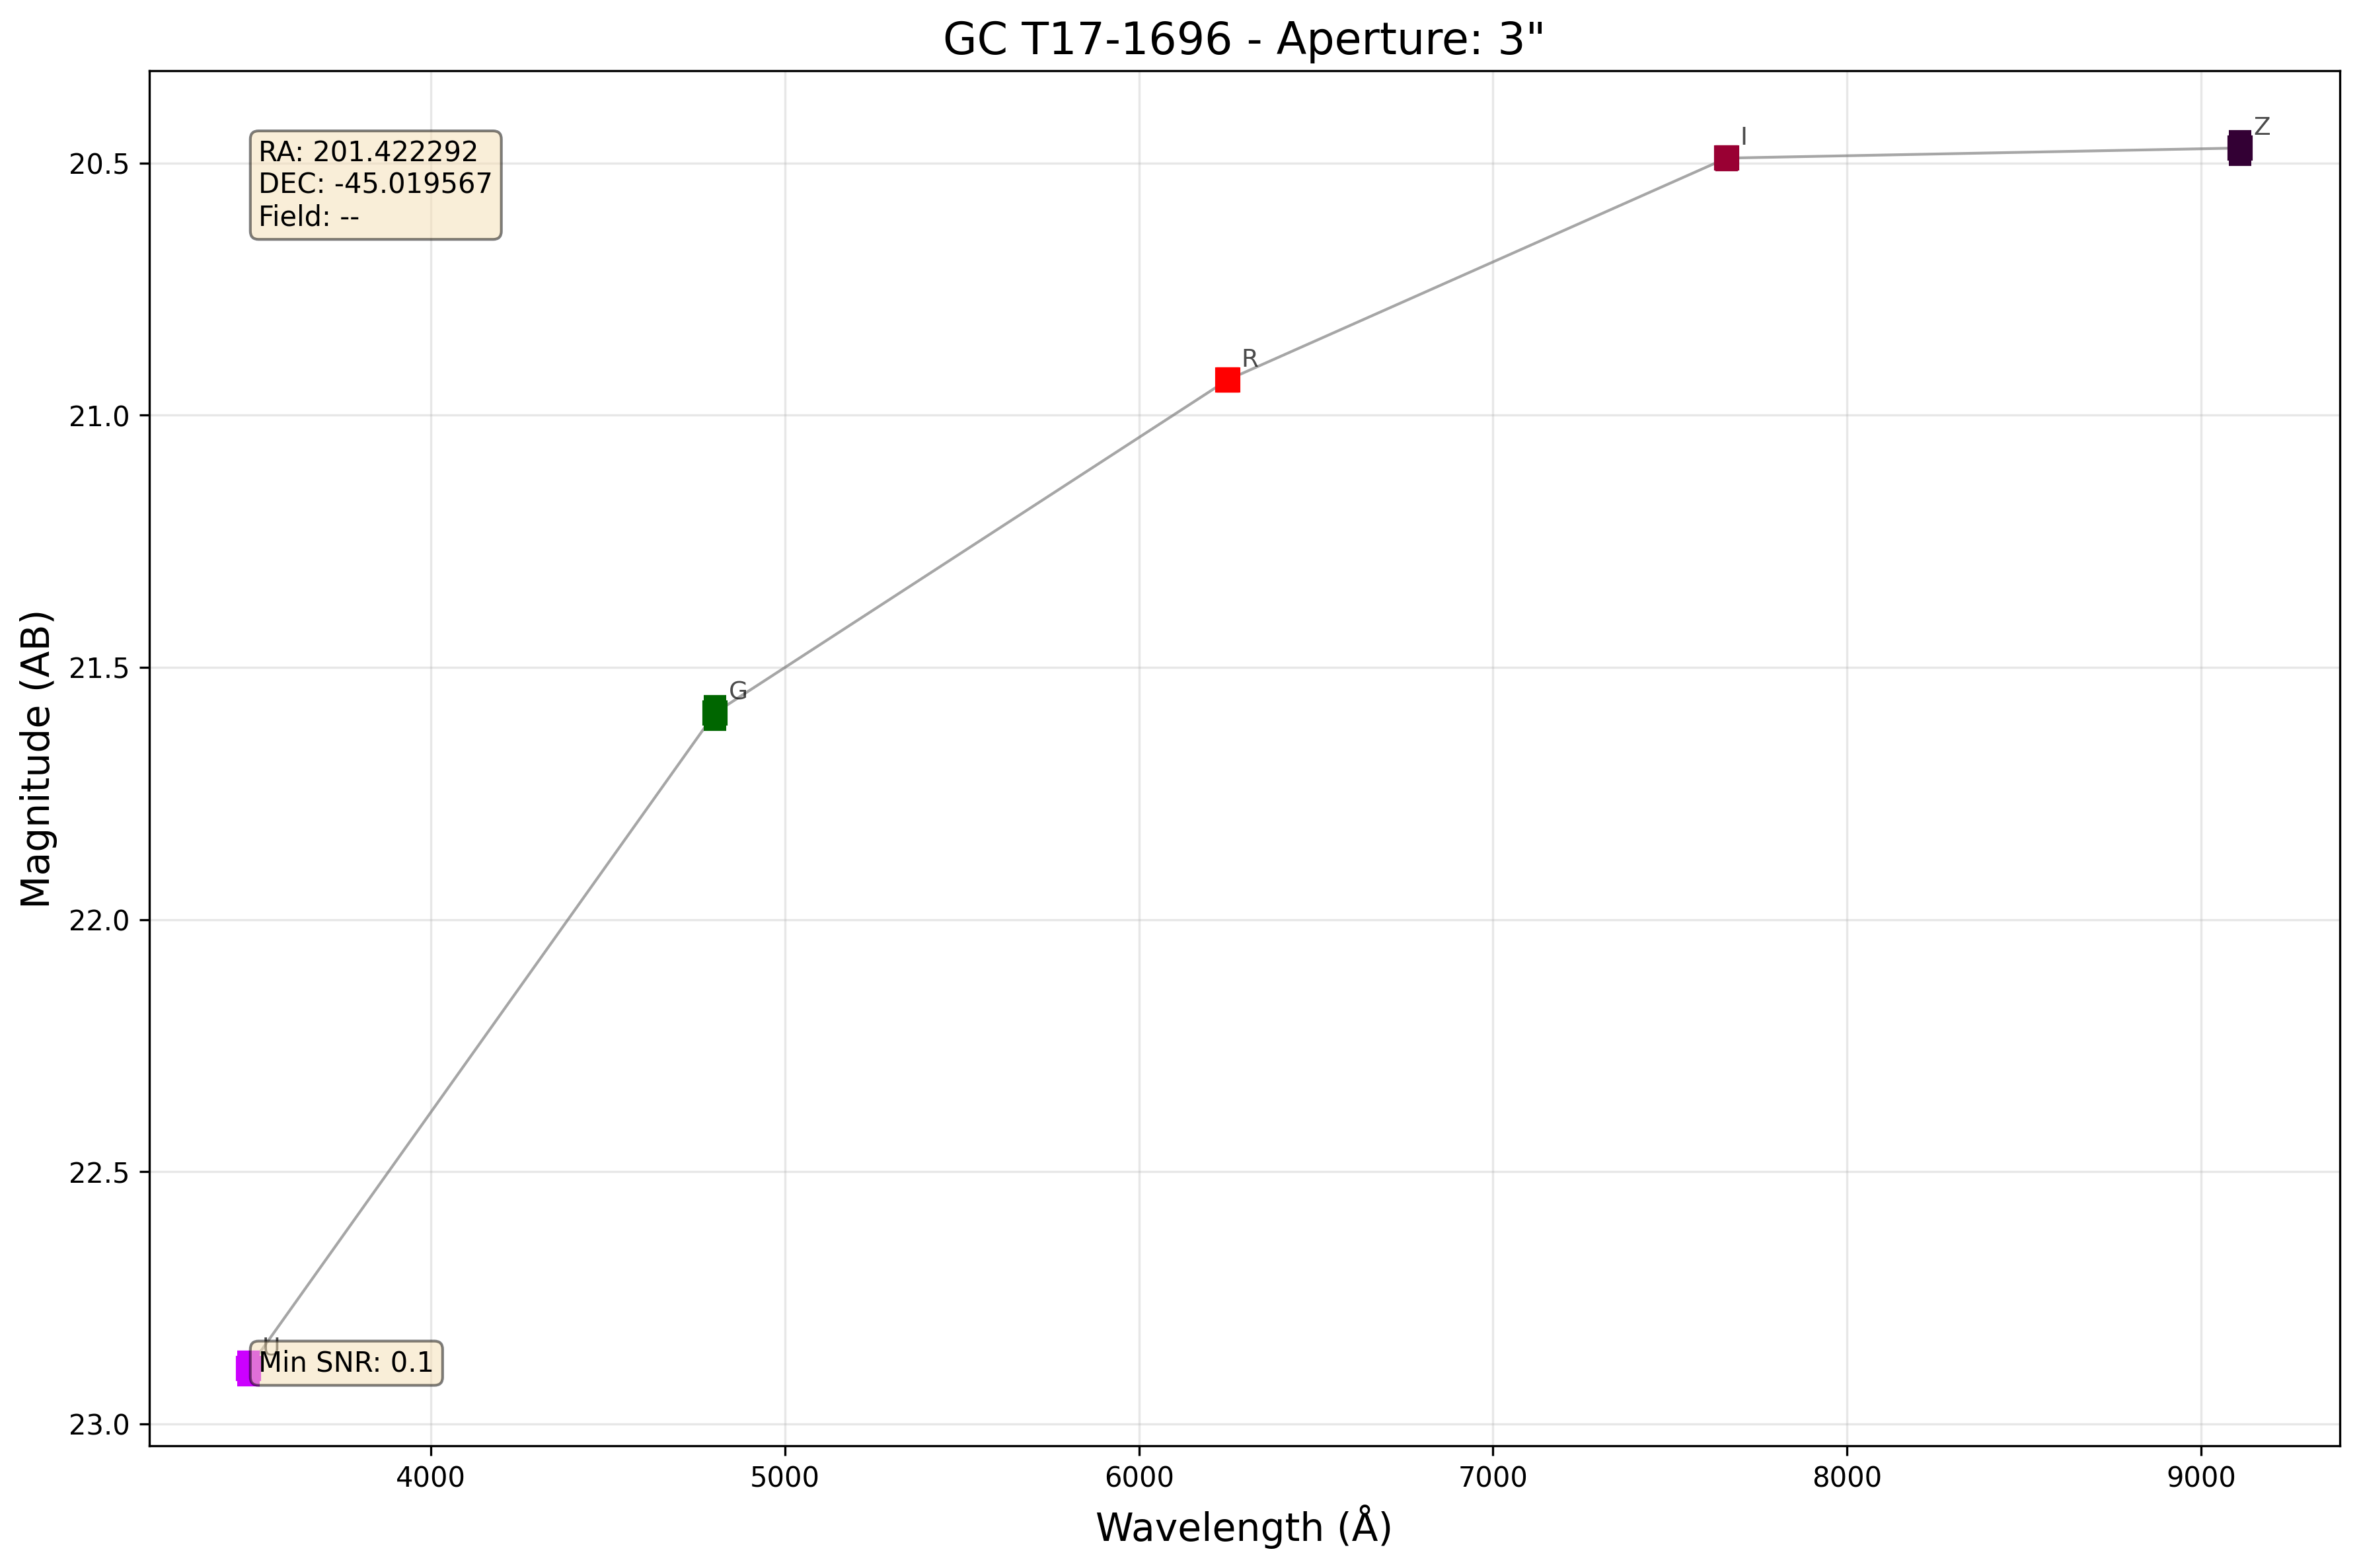 GC T17-1696 - Aperture: 3"
RA: 201.422292
DEC: -45.019567
Field: --
I
Z
20.5
R
21.0
G
21.5
Magnitude (AB)
22.0
22.5
U
Min SNR: 0.1
23.0
4000 5000 6000 7000 8000 9000
Wavelength (Å)